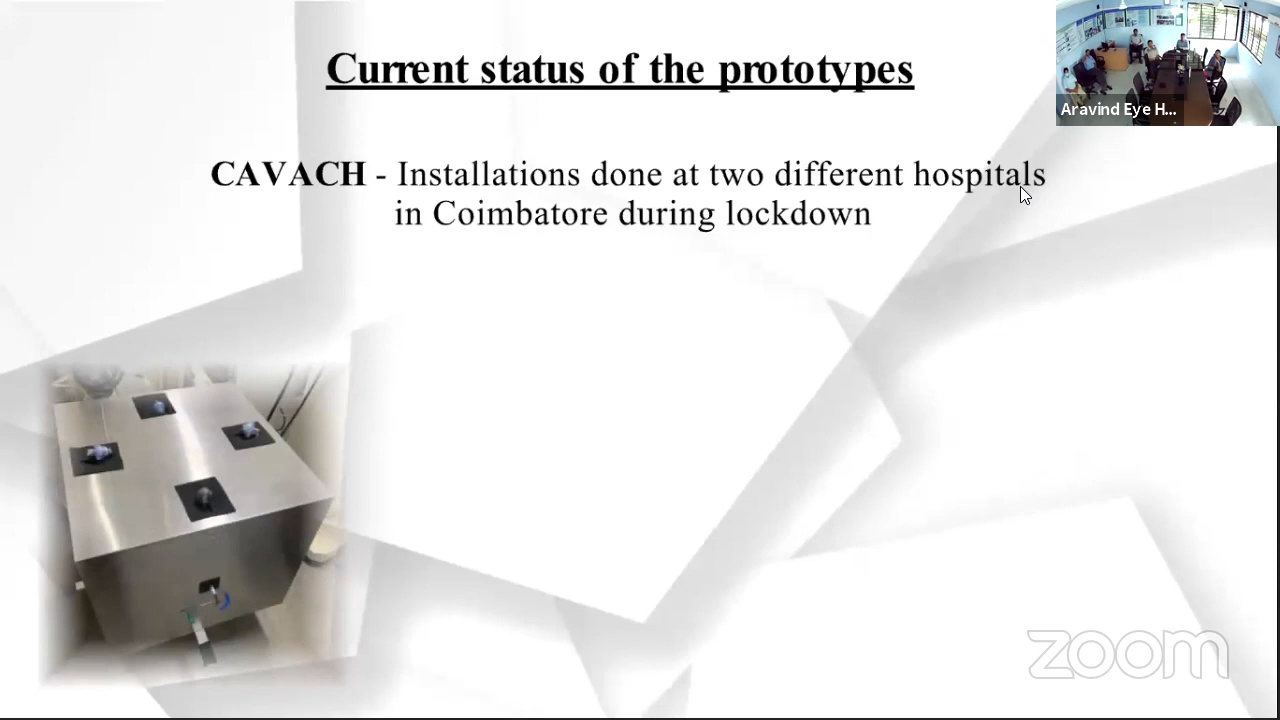 Current status of the prototypes
Aravind Eye H...
CAVACH - Installations done at two different hospitals
in Coimbatore during lockdown
zoom